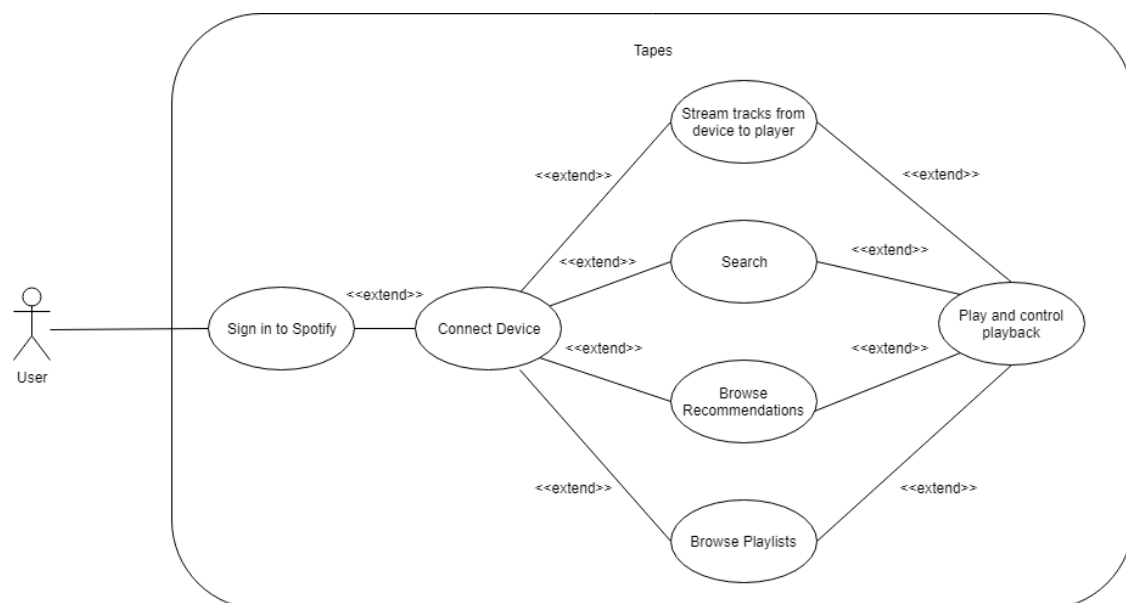 Tapes
Stream tracks from
device to player
<<extend>>
<<extend>>
<<extend>>
<<extend>>
Search
<<extend>>
Sign in to Spotify
Connect Device
Play and control
playback
User
<<extend>>
<<extend>>
Browse
Recommendations
<<extend>>
<<extend>>
Browse Playlists